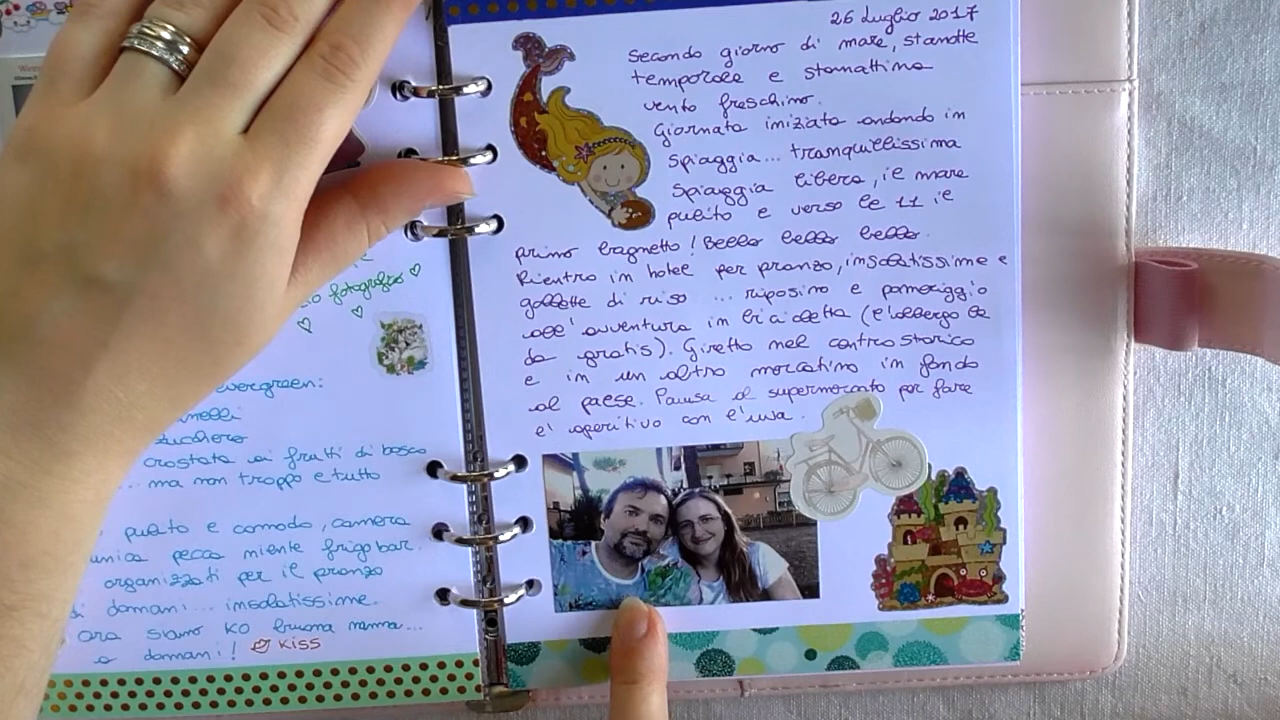 fotografia
evergreen:
zucchero
crostata ai frutti di bosco
... ma non troppo e tutto
pulito e comodo, camera
unica pecca niente frigobar.
organizzati per il pranzo
di domani... insalatissime.
ora siamo KO buona nanna...
a domani! KISS
26 Luglio 2017
Secondo giorno di mare, stanotte
temporale e stamattina
vento freschino.
Giornata iniziata andando in
spiaggia... tranquillissima
spiaggia libera, il mare
pulito e verso le 11 il
primo bagnetto! Bello bello bello.
Rientro in hotel per pranzo, insalatissime e
gallette di riso ... riposino e pomeriggio
all'avventura in bicicletta (l'albergo le
da gratis). Giretto nel centro storico
e in un altro mercatino in fondo
al paese. Pausa al supermercato per fare
l'aperitivo con l'uva.